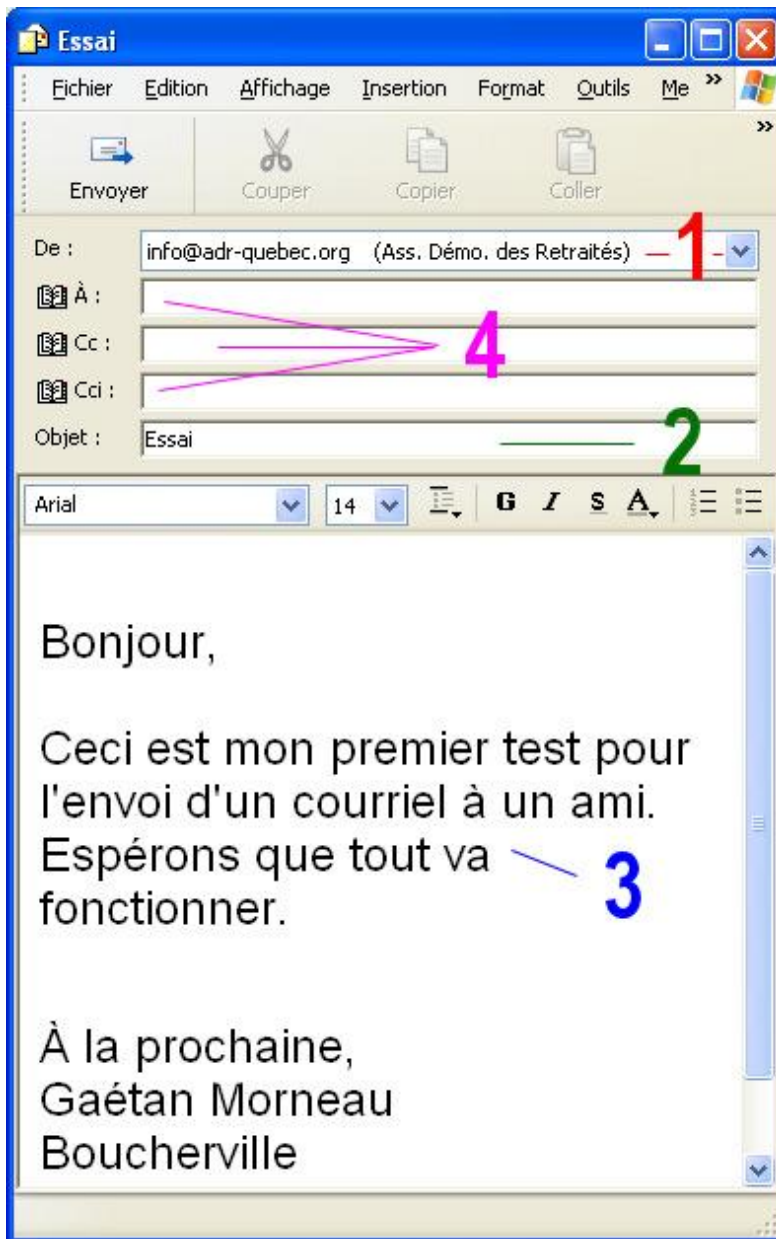 Essai
Fichier Edition Affichage Insertion Format Outils Me »
»
Envoyer Couper Copier Coller
De : info@adr-quebec.org (Ass. Démo. des Retraités) 1
À :
Cc : 4
Cci :
Objet : Essai 2
Arial 14 G I S A
Bonjour,
Ceci est mon premier test pour
l'envoi d'un courriel à un ami.
Espérons que tout va 3
fonctionner.
À la prochaine,
Gaétan Morneau
Boucherville